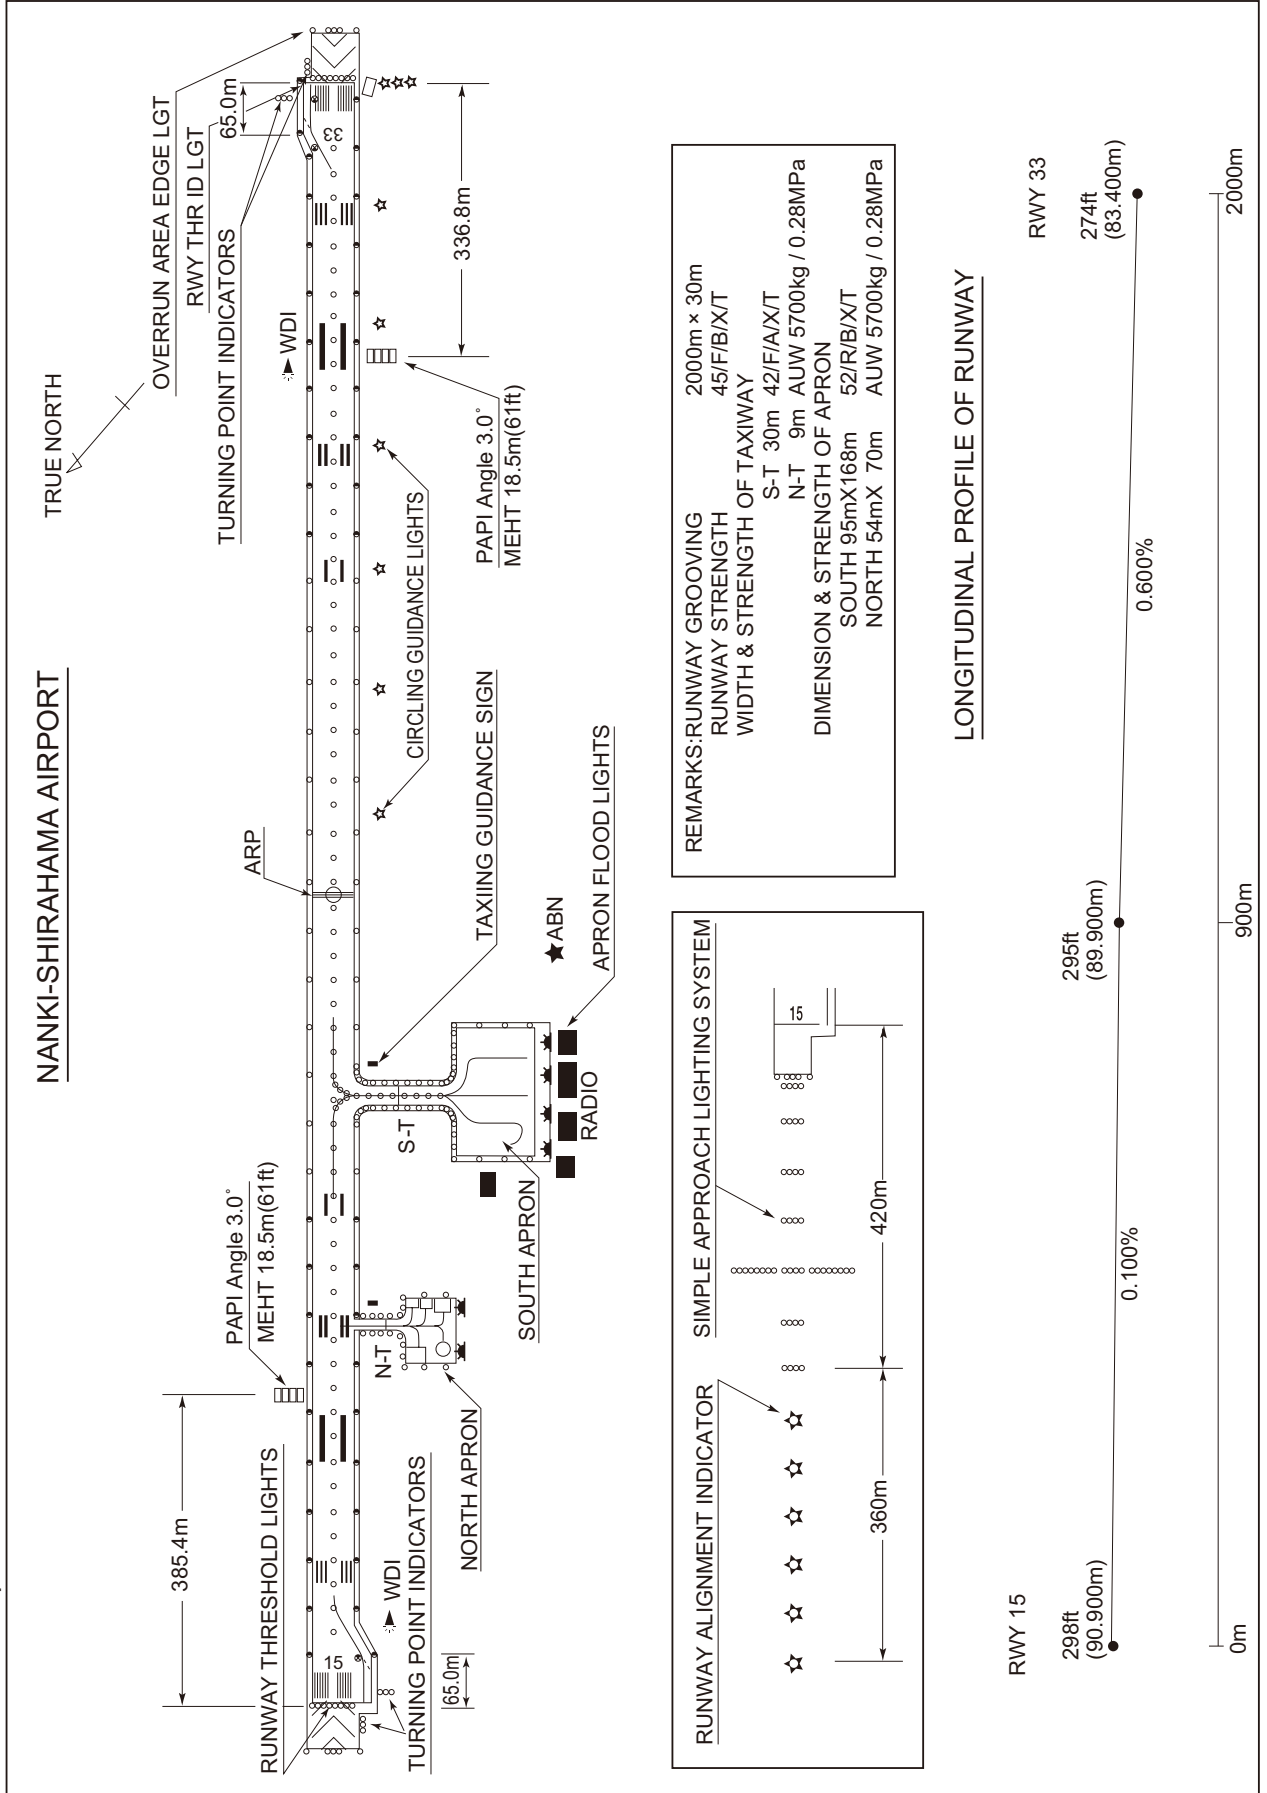 NANKI-SHIRAHAMA AIRPORT
TRUE NORTH
385.4m
PAPI Angle 3.0°
MEHT 18.5m(61ft)
ARP
OVERRUN AREA EDGE LGT
RWY THR ID LGT
TURNING POINT INDICATORS
65.0m
WDI
RUNWAY THRESHOLD LIGHTS
15
33
65.0m
WDI
TURNING POINT INDICATORS
N-T
NORTH APRON
S-T
SOUTH APRON
RADIO
TAXIING GUIDANCE SIGN
ABN
APRON FLOOD LIGHTS
CIRCLING GUIDANCE LIGHTS
336.8m
PAPI Angle 3.0°
MEHT 18.5m(61ft)
RUNWAY ALIGNMENT INDICATOR
SIMPLE APPROACH LIGHTING SYSTEM
15
360m
420m
REMARKS:RUNWAY GROOVING 2000m × 30m
RUNWAY STRENGTH 45/F/B/X/T
WIDTH & STRENGTH OF TAXIWAY
S-T 30m 42/F/A/X/T
N-T 9m AUW 5700kg / 0.28MPa
DIMENSION & STRENGTH OF APRON
SOUTH 95mX168m 52/R/B/X/T
NORTH 54mX 70m AUW 5700kg / 0.28MPa
LONGITUDINAL PROFILE OF RUNWAY
RWY 15
RWY 33
298ft
(90.900m)
295ft
(89.900m)
274ft
(83.400m)
0.100%
0.600%
0m
900m
2000m